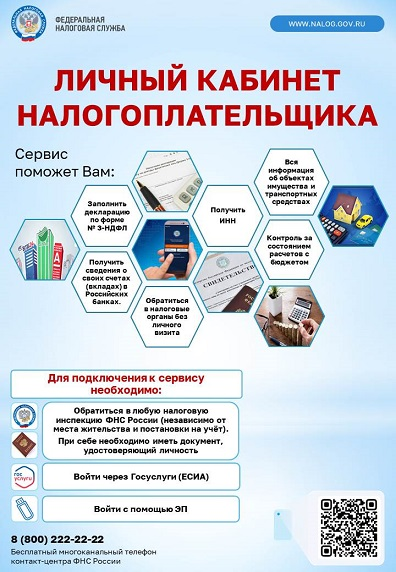 ФЕДЕРАЛЬНАЯ
НАЛОГОВАЯ СЛУЖБА
WWW.NALOG.GOV.RU
ЛИЧНЫЙ КАБИНЕТ
НАЛОГОПЛАТЕЛЬЩИКА
Сервис
поможет Вам:
Заполнить
декларацию
по форме
№ 3-НДФЛ
Получить
ИНН
Вся
информация
об объектах
имущества и
транспортных
средствах
Получить
сведения о
своих счетах
(вкладах) в
Российских
банках.
Обратиться
в налоговые
органы без
личного
визита
СВИДЕТЕЛЬСТВО
Контроль за
состоянием
расчетов с
бюджетом
Для подключения к сервису
необходимо:
Обратиться в любую налоговую
инспекцию ФНС России (независимо от
места жительства и постановки на учёт).
При себе необходимо иметь документ,
удостоверяющий личность
гос
услуги
Войти через Госуслуги (ЕСИА)
Войти с помощью ЭП
8 (800) 222-22-22
Бесплатный многоканальный телефон
контакт-центра ФНС России